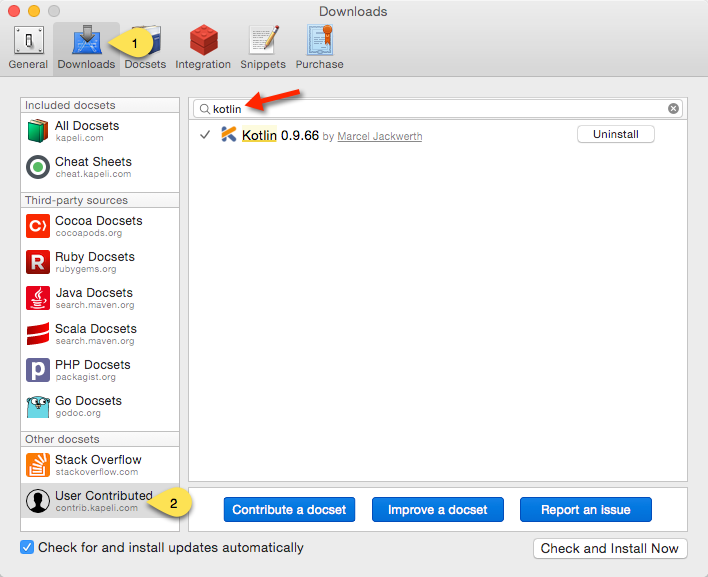 Downloads
General
Downloads
1
Docsets
Integration
Snippets
Purchase
Included docsets
All Docsets
kapeli.com
Cheat Sheets
cheat.kapeli.com
Third-party sources
Cocoa Docsets
cocoapods.org
Ruby Docsets
rubygems.org
Java Docsets
search.maven.org
Scala Docsets
search.maven.org
PHP Docsets
packagist.org
Go Docsets
godoc.org
Other docsets
Stack Overflow
stackoverflow.com
User Contributed
contrib.kapeli.com
2
kotlin
Kotlin 0.9.66 by Marcel Jackwerth
Uninstall
Contribute a docset
Improve a docset
Report an issue
Check for and install updates automatically
Check and Install Now